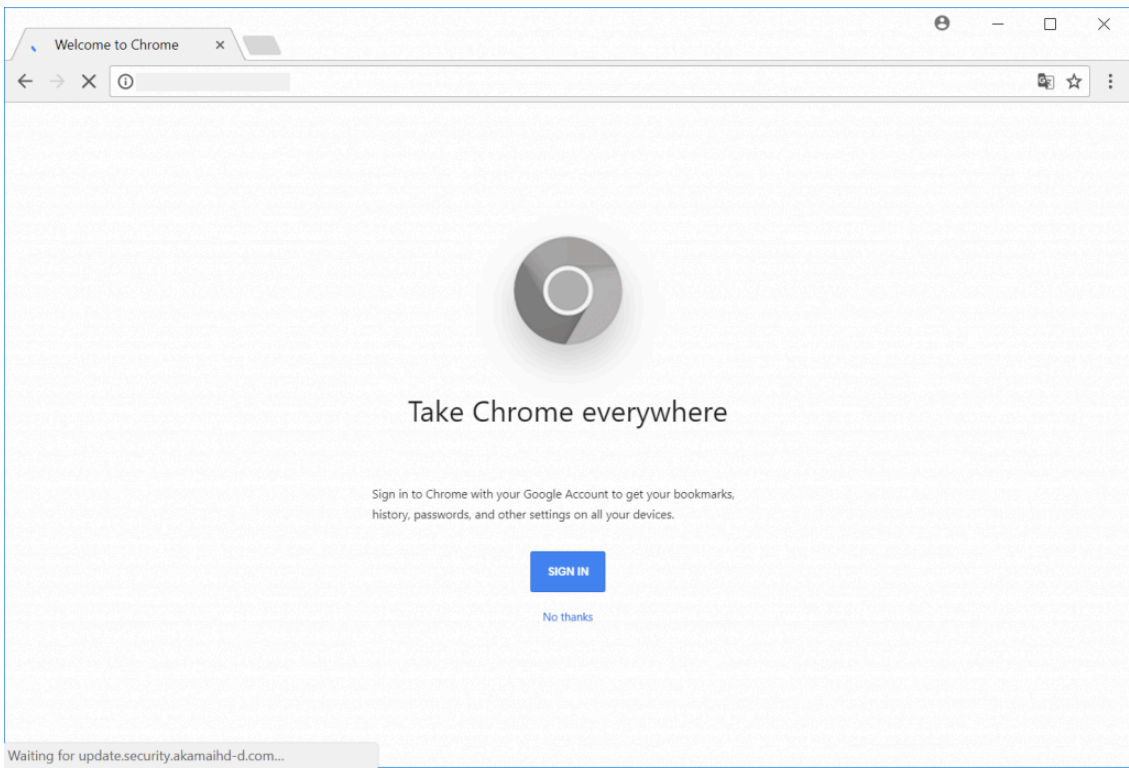 Welcome to Chrome
Take Chrome everywhere
Sign in to Chrome with your Google Account to get your bookmarks,
history, passwords, and other settings on all your devices.
SIGN IN
No thanks
Waiting for update.security.akamaihd-d.com...